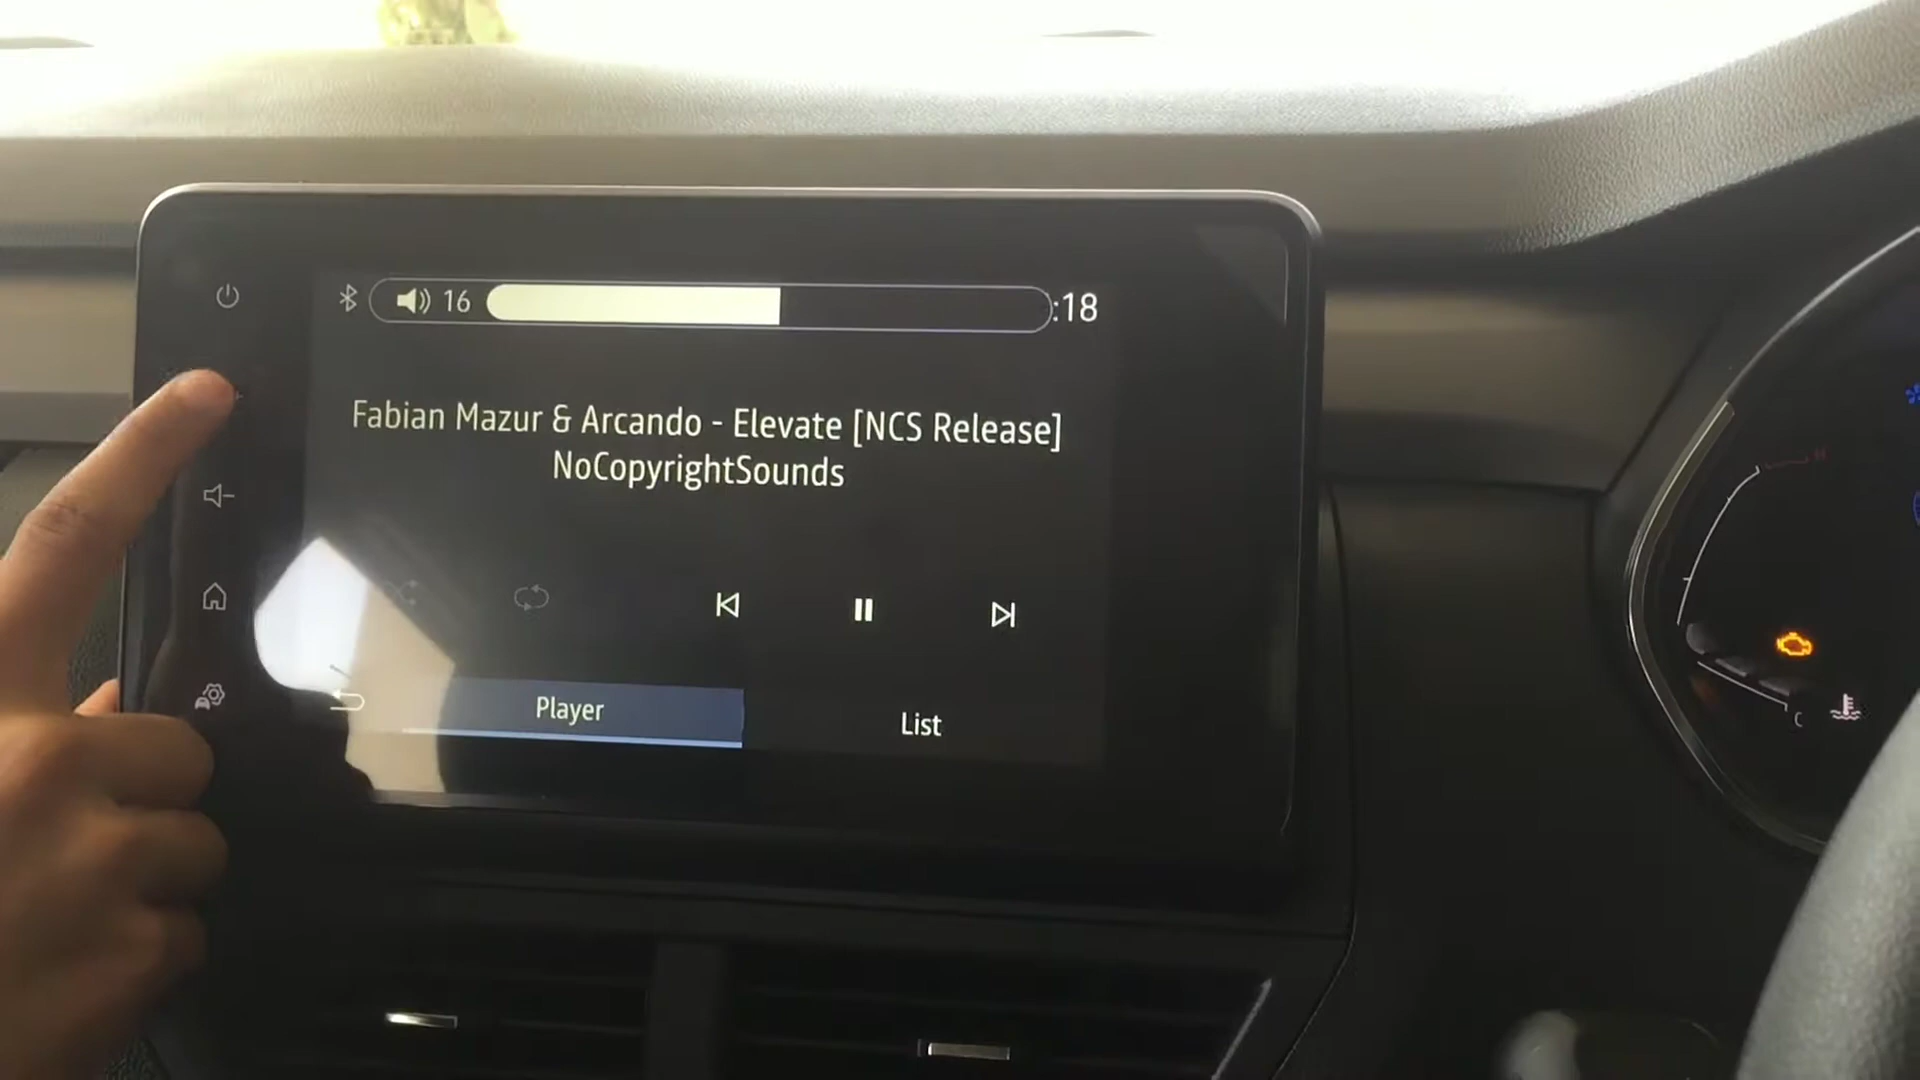 16
:18
Fabian Mazur & Arcando - Elevate [NCS Release]
NoCopyrightSounds
Player
List
H
C